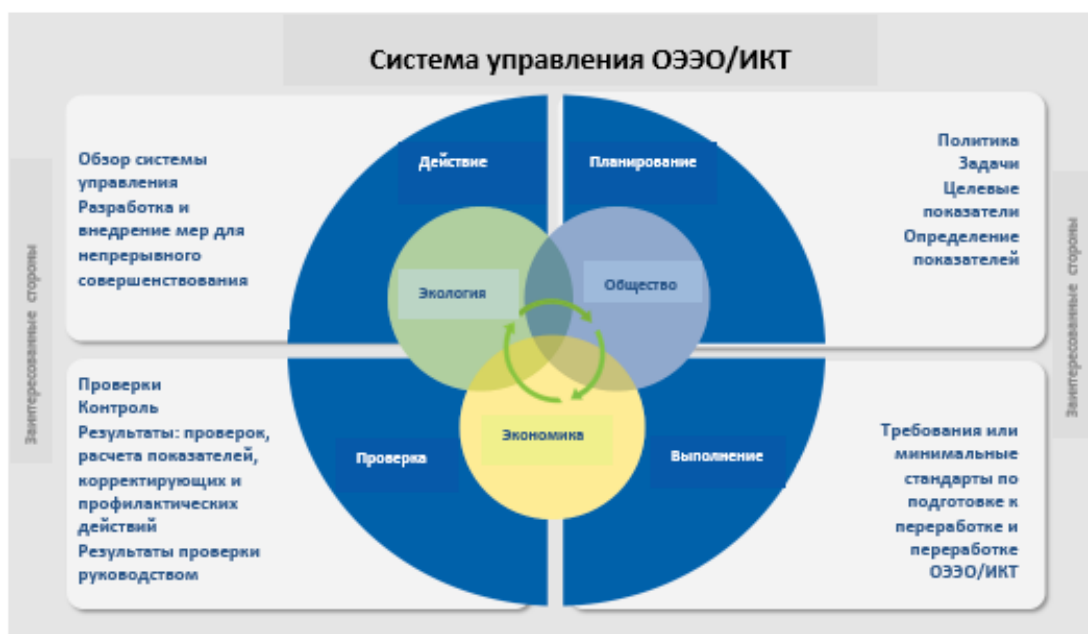 Система управления ОЭЭО/ИКТ
Заинтересованные стороны
Обзор системы
управления
Разработка и
внедрение мер для
непрерывного
совершенствования
Действие
Планирование
Политика
Задачи
Целевые
показатели
Определение
показателей
Заинтересованные стороны
Экология
Общество
Экономика
Проверки
Контроль
Результаты: проверок,
расчета показателей,
корректирующих и
профилактических
действий
Результаты проверки
руководством
Проверка
Выполнение
Требования или
минимальные
стандарты по
подготовке к
переработке и
переработке
ОЭЭО/ИКТ